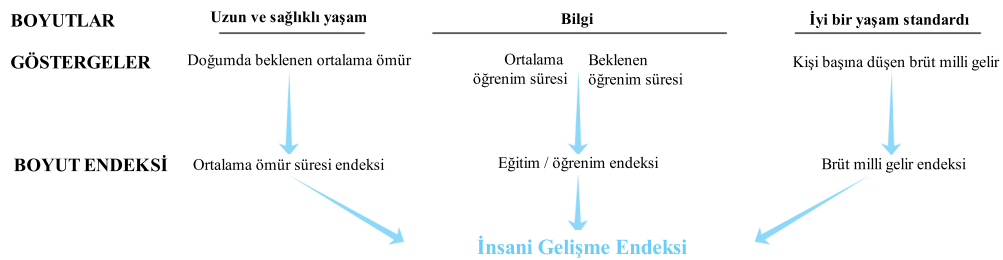 BOYUTLAR Uzun ve sağlıklı yaşam Bilgi İyi bir yaşam standardı
GÖSTERGELER Doğumda beklenen ortalama ömür Ortalama öğrenim süresi Beklenen öğrenim süresi Kişi başına düşen brüt milli gelir
BOYUT ENDEKSİ Ortalama ömür süresi endeksi Eğitim / öğrenim endeksi Brüt milli gelir endeksi
İnsani Gelişme Endeksi